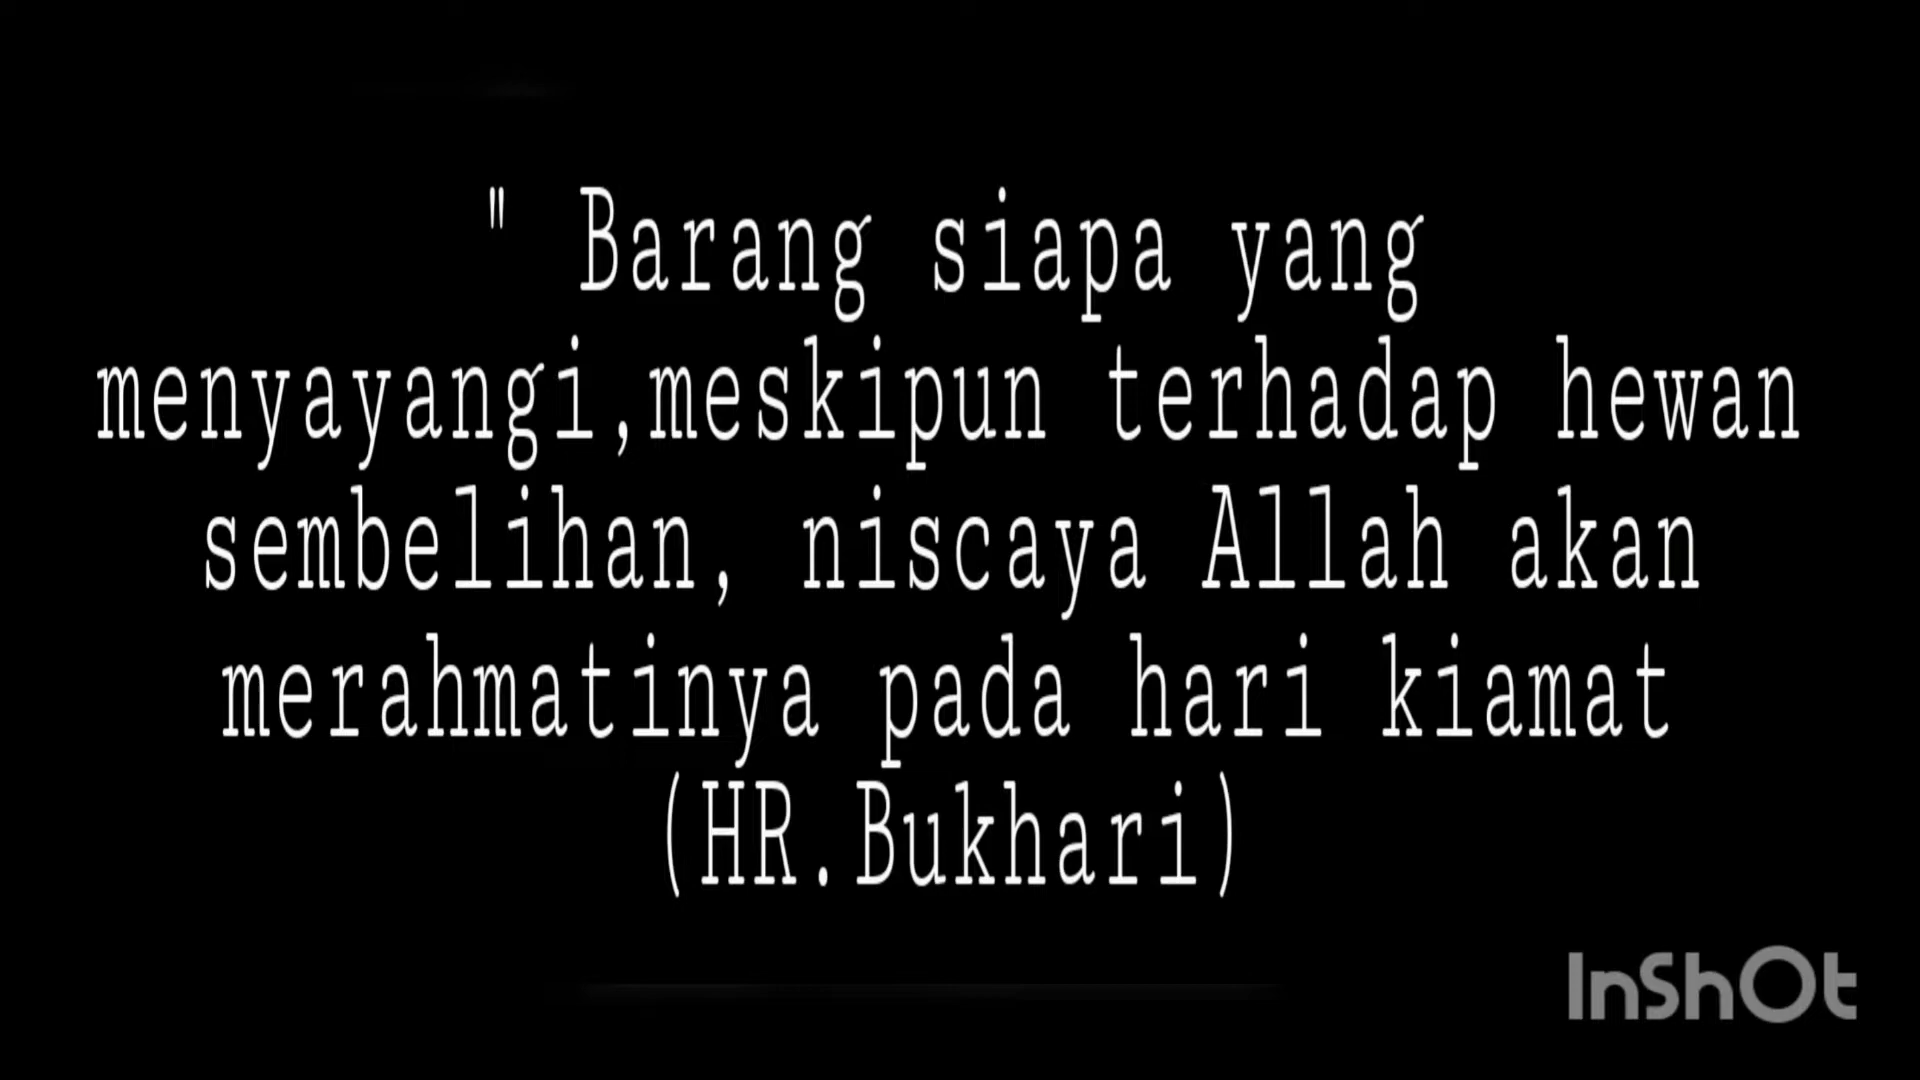 " Barang siapa yang
menyayangi,meskipun terhadap hewan
sembelihan, niscaya Allah akan
merahmatinya pada hari kiamat
(HR.Bukhari)
InShOt